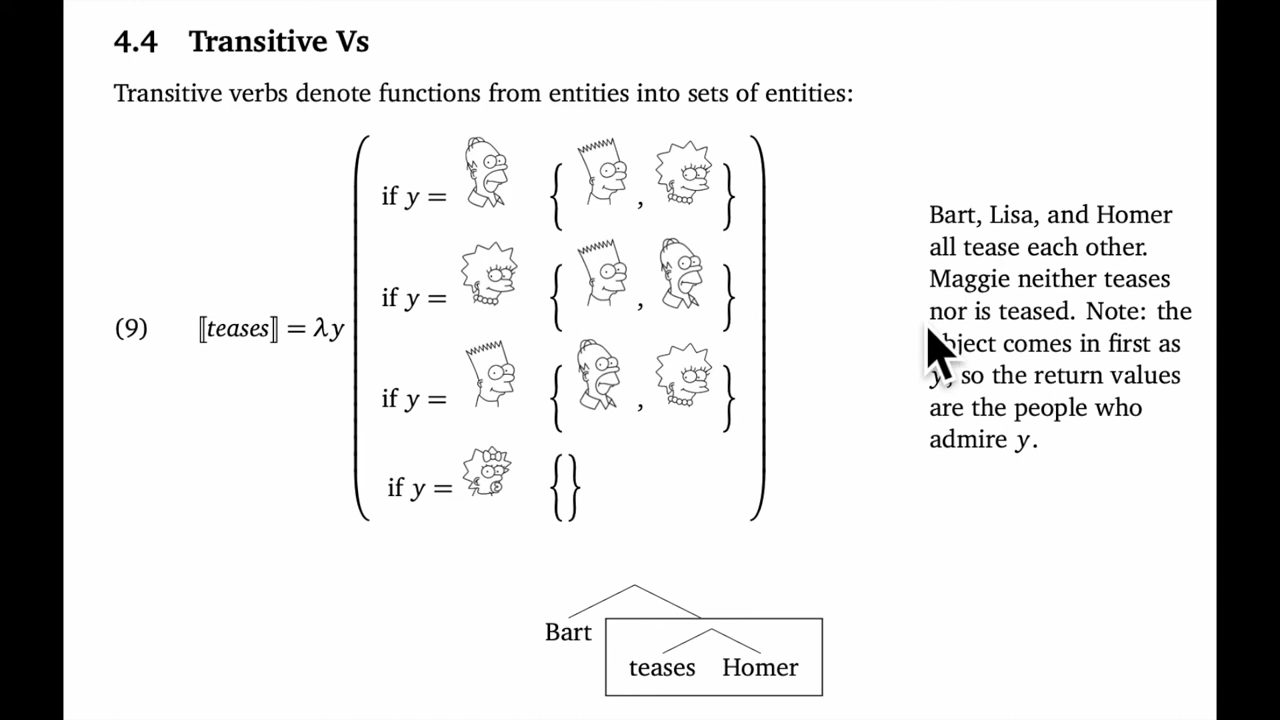 4.4 Transitive Vs
Transitive verbs denote functions from entities into sets of entities:
(9) ⟦teases⟧ = λy
if y = { , }
if y = { , }
if y = { , }
if y = {}
Bart, Lisa, and Homer
all tease each other.
Maggie neither teases
nor is teased. Note: the
comes in first as
so the return values
are the people who
admire y.
Bart
teases Homer